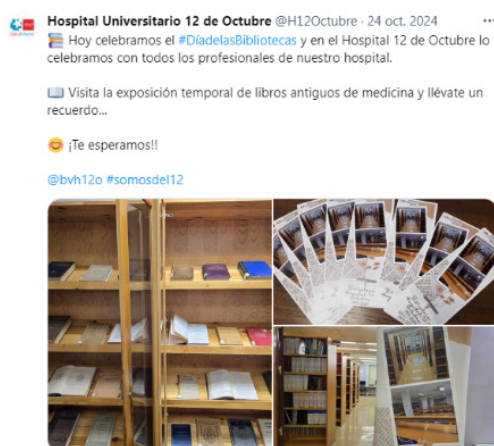 Hospital Universitario 12 de Octubre @H12Octubre · 24 oct. 2024
Hoy celebramos el #DíadelasBibliotecas y en el Hospital 12 de Octubre lo
celebramos con todos los profesionales de nuestro hospital.
Visita la exposición temporal de libros antiguos de medicina y llévate un
recuerdo...
¡Te esperamos!!
@bvh12o #somosdel12